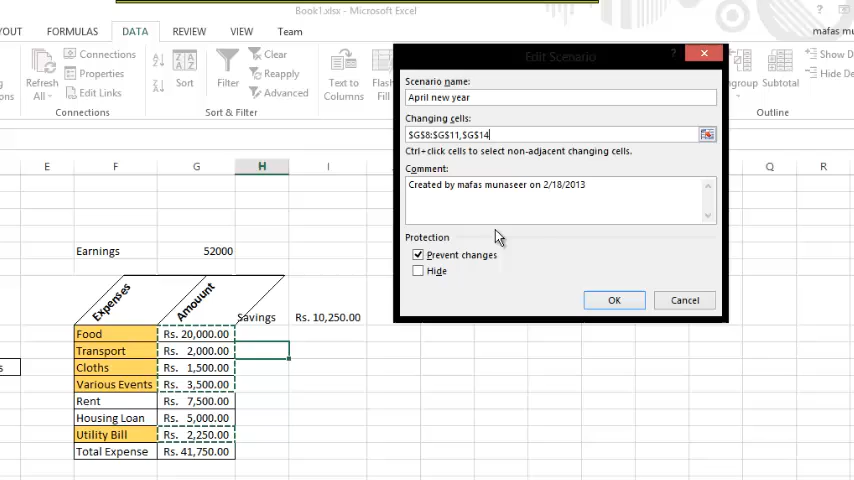 Book1.xlsx - Microsoft Excel
?
OUT FORMULAS DATA REVIEW VIEW Team mafas mu
Refresh All
Connections
Properties
Edit Links
Connections
Sort
Filter
Clear
Reapply
Advanced
Sort & Filter
Text to Columns
Flash Fill
Subtotal
Show D
Hide De
Outline
Edit Scenario
?
Scenario name:
April new year
Changing cells:
$G$8:$G$11,$G$14
Ctrl+click cells to select non-adjacent changing cells.
Comment:
Created by mafas munaseer on 2/18/2013
Protection
Prevent changes
Hide
OK Cancel
E F G H I Q R
Earnings 52000
Expenses Amouunt Savings Rs. 10,250.00
Food Rs. 20,000.00
Transport Rs. 2,000.00
Cloths Rs. 1,500.00
Various Events Rs. 3,500.00
Rent Rs. 7,500.00
Housing Loan Rs. 5,000.00
Utility Bill Rs. 2,250.00
Total Expense Rs. 41,750.00